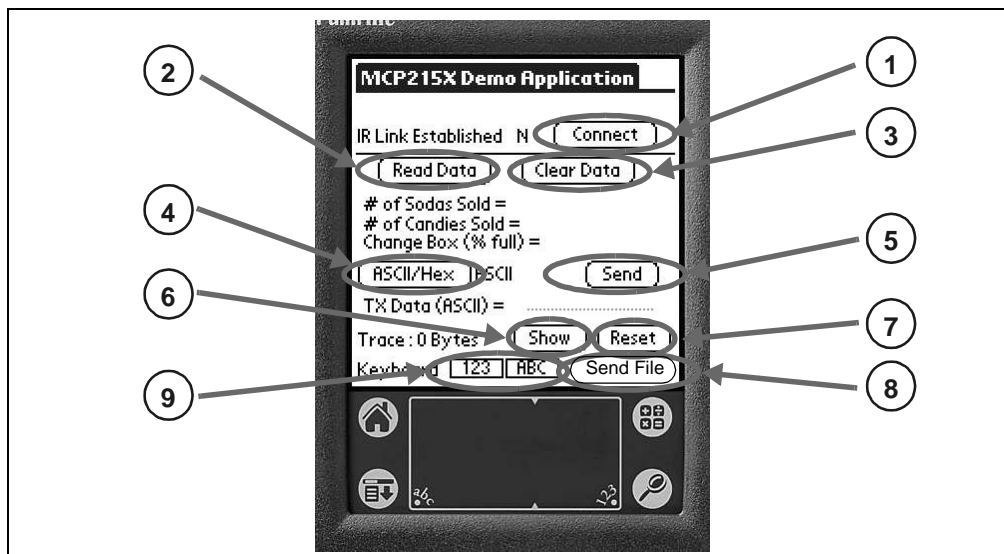 MCP215X Demo Application
1
2
IR Link Established N Connect
3
Read Data Clear Data
# of Sodas Sold =
# of Candies Sold =
Change Box (% full) =
4
5
ASCII/Hex ASCII Send
6
TX Data (ASCII) =
7
Trace : 0 Bytes Show Reset
Keyboard 123 ABC Send File
9
8
abc
123